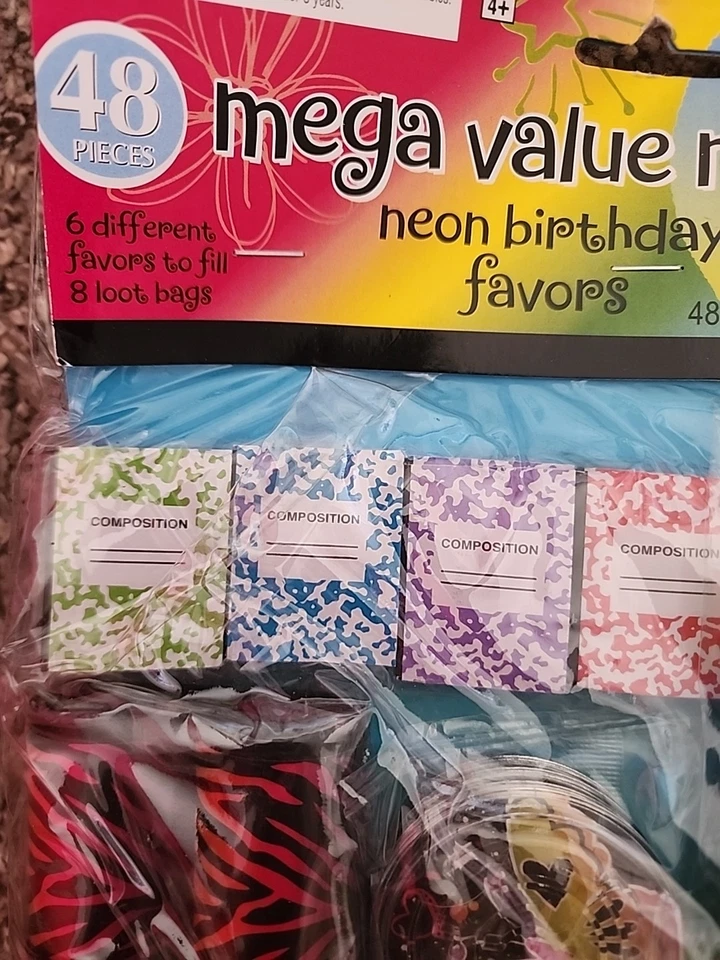 4+
48
PIECES
mega value
6 different
favors to fill
8 loot bags
neon birthday
favors
48
COMPOSITION
COMPOSITION
COMPOSITION
COMPOSITION